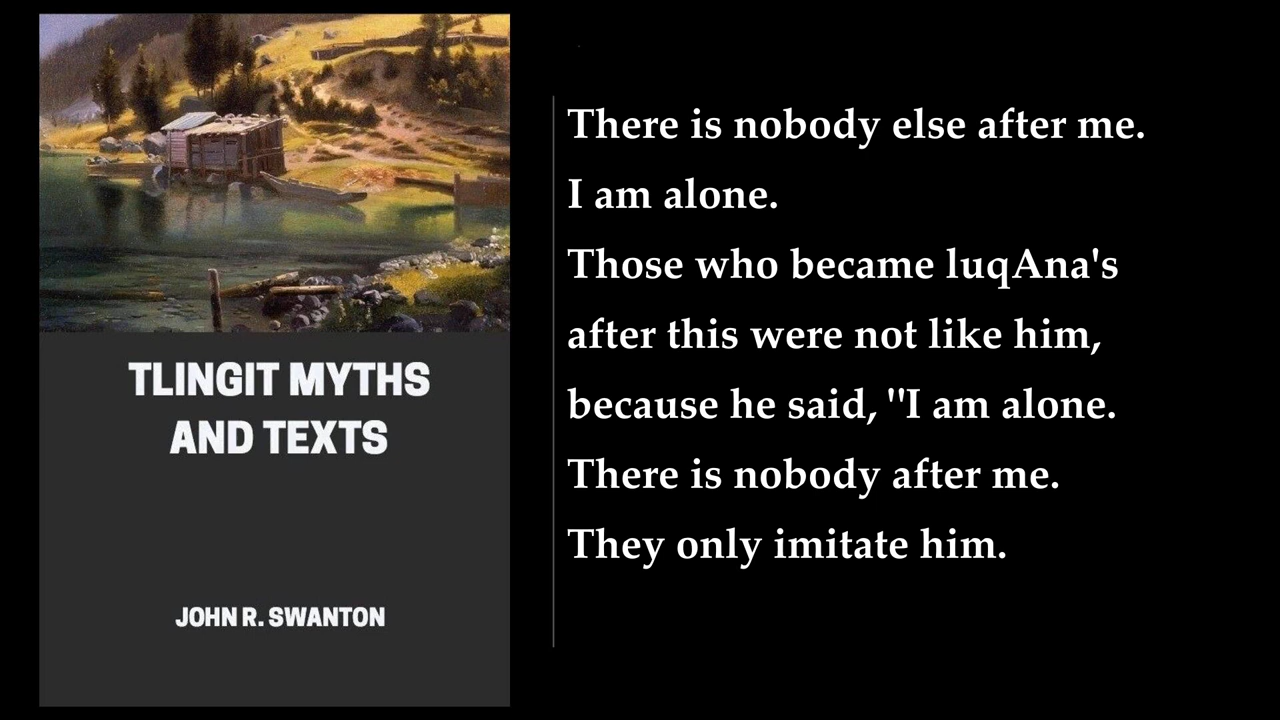 TLINGIT MYTHS
AND TEXTS
JOHN R. SWANTON
There is nobody else after me.
I am alone.
Those who became luqAna's
after this were not like him,
because he said, "I am alone.
There is nobody after me.
They only imitate him.